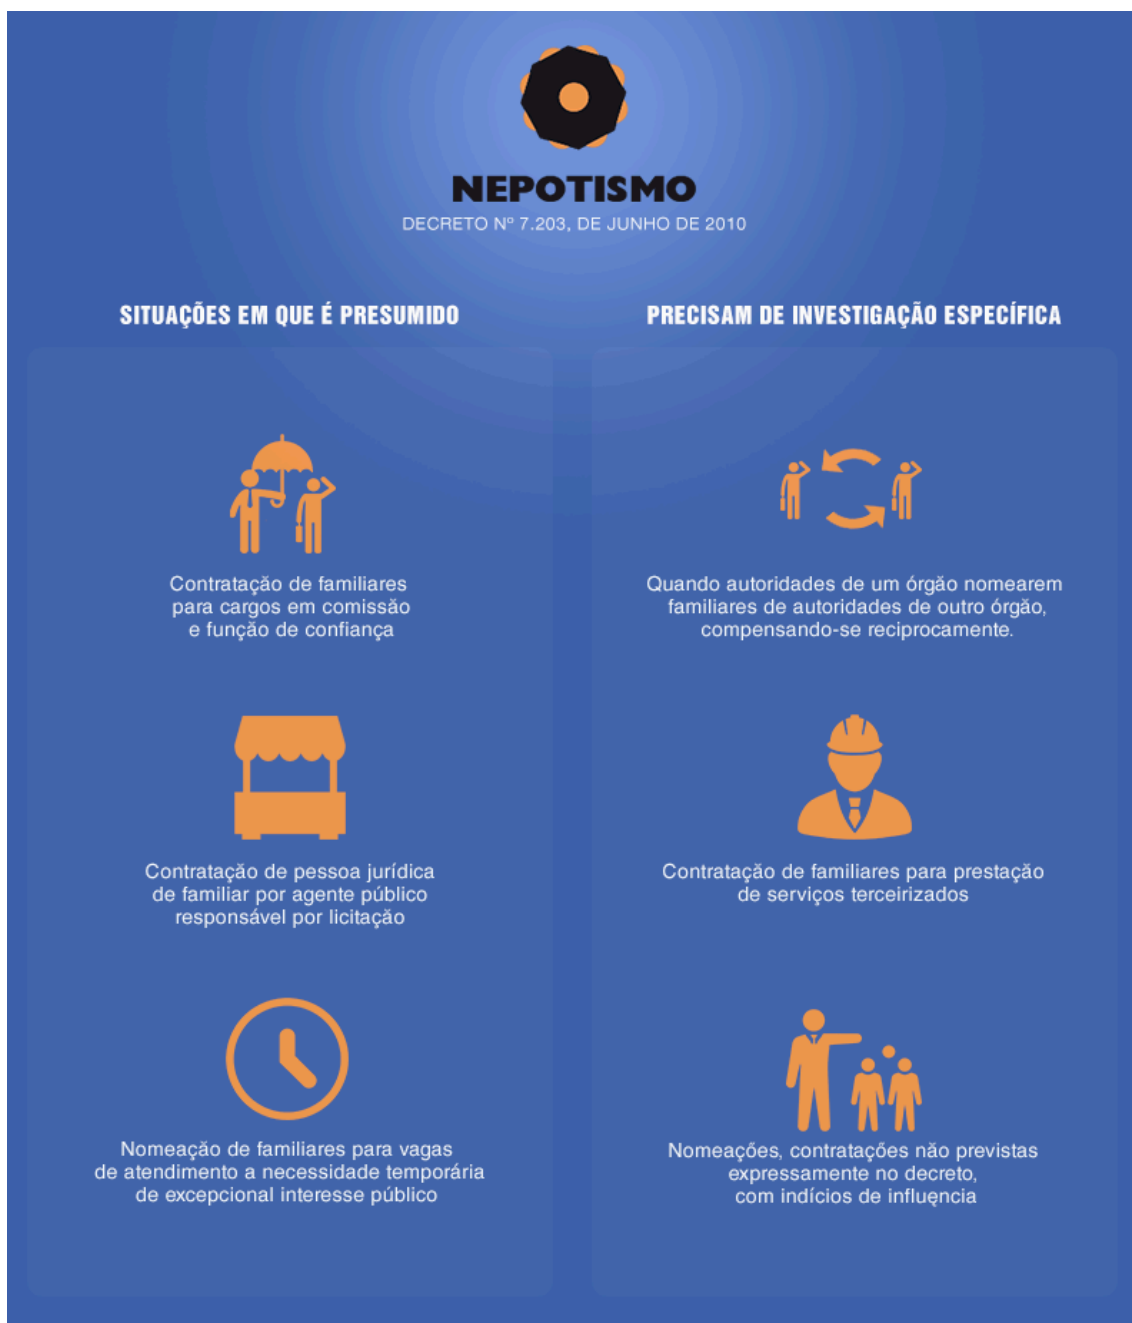 NEPOTISMO
DECRETO Nº 7.203, DE JUNHO DE 2010
SITUAÇÕES EM QUE É PRESUMIDO
Contratação de familiares
para cargos em comissão
e função de confiança
Contratação de pessoa jurídica
de familiar por agente público
responsável por licitação
Nomeação de familiares para vagas
de atendimento a necessidade temporária
de excepcional interesse público
PRECISAM DE INVESTIGAÇÃO ESPECÍFICA
Quando autoridades de um órgão nomearem
familiares de autoridades de outro órgão,
compensando-se reciprocamente.
Contratação de familiares para prestação
de serviços terceirizados
Nomeações, contratações não previstas
expressamente no decreto,
com indícios de influęncia